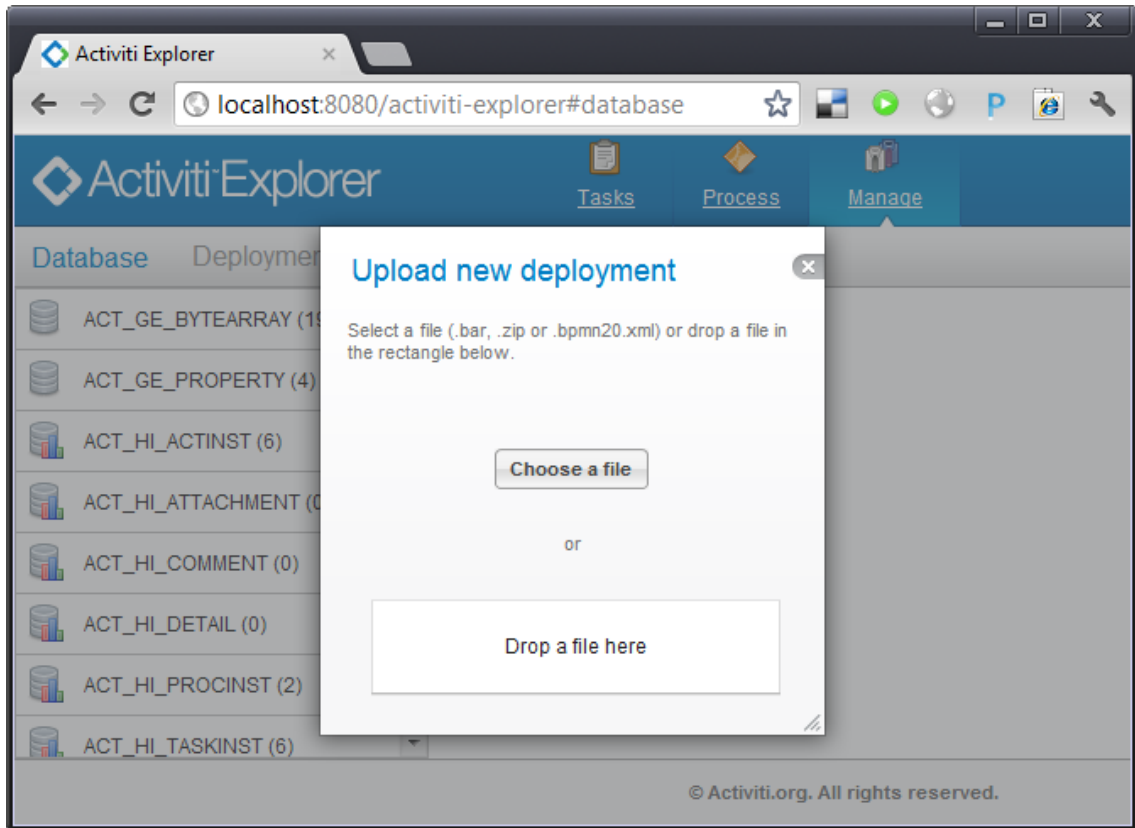 Activiti Explorer
localhost:8080/activiti-explorer#database
Activiti Explorer
Tasks
Process
Manage
Database
Upload new deployment
Select a file (.bar, .zip or .bpmn20.xml) or drop a file in
the rectangle below.
Choose a file
or
Drop a file here
ACT_GE_BYTEARRAY
ACT_GE_PROPERTY (4)
ACT_HI_ACTINST (6)
ACT_HI_ATTACHMENT
ACT_HI_COMMENT (0)
ACT_HI_DETAIL (0)
ACT_HI_PROCINST (2)
ACT_HI_TASKINST (6)
© Activiti.org. All rights reserved.